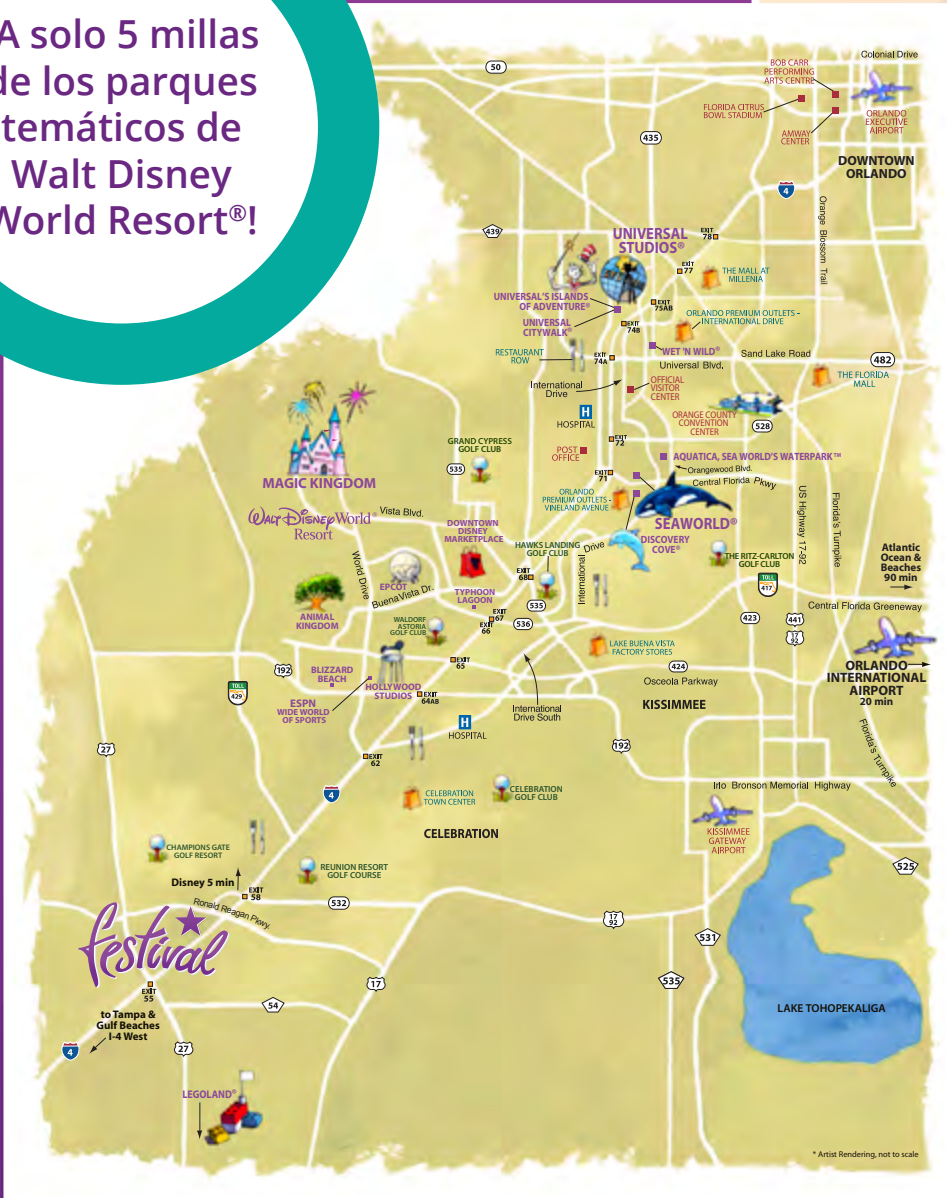 A solo 5 millas
de los parques
temáticos de
Walt Disney
World Resort®!
Colonial Drive
50
BOB CARR
PERFORMING
ARTS CENTRE
FLORIDA CITRUS
BOWL STADIUM
AMWAY
CENTER
ORLANDO
EXECUTIVE
AIRPORT
435
DOWNTOWN
ORLANDO
4
Orange Blossom Trail
439
UNIVERSAL
STUDIOS®
EXIT
78
EXIT
77
THE MALL AT
MILLENIA
UNIVERSAL'S ISLANDS
OF ADVENTURE®
EXIT
75AB
ORLANDO PREMIUM OUTLETS -
INTERNATIONAL DRIVE
UNIVERSAL
CITYWALK®
EXIT
74B
RESTAURANT
ROW
EXIT
74A
WET 'N WILD®
Sand Lake Road
482
Universal Blvd.
THE FLORIDA
MALL
International
Drive
OFFICIAL
VISITOR
CENTER
H
HOSPITAL
ORANGE COUNTY
CONVENTION
CENTER
528
GRAND CYPRESS
GOLF CLUB
EXIT
72
POST
OFFICE
535
AQUATICA, SEA WORLD'S WATERPARK™
Orangewood Blvd.
EXIT
71
Central Florida Pkwy
MAGIC KINGDOM
ORLANDO
PREMIUM OUTLETS -
VINELAND AVENUE
US Highway 17-92
Florida's Turnpike
Walt Disney World®
Resort
Vista Blvd.
SEAWORLD®
DOWNTOWN
DISNEY
MARKETPLACE
DISCOVERY
COVE®
HAWKS LANDING
GOLF CLUB
International Drive
THE RITZ-CARLTON
GOLF CLUB
Atlantic
Ocean &
Beaches
90 min
World Drive
EPCOT
Buena Vista Dr.
EXIT
68
TOLL
417
ANIMAL
KINGDOM
TYPHOON
LAGOON
535
Central Florida Greeneway
WALDORF
ASTORIA
GOLF CLUB
EXIT
67
EXIT
66
536
423
441
17
92
LAKE BUENA VISTA
FACTORY STORES
ORLANDO
INTERNATIONAL
AIRPORT
20 min
EXIT
65
424
Osceola Parkway
192
BLIZZARD
BEACH
HOLLYWOOD
STUDIOS
TOLL
429
EXIT
64AB
ESPN
WIDE WORLD
OF SPORTS
International
Drive South
KISSIMMEE
H
HOSPITAL
Florida's Turnpike
27
192
EXIT
62
Irlo Bronson Memorial Highway
4
CELEBRATION
TOWN CENTER
CELEBRATION
GOLF CLUB
CELEBRATION
KISSIMMEE
GATEWAY
AIRPORT
CHAMPIONS GATE
GOLF RESORT
525
REUNION RESORT
GOLF COURSE
Disney 5 min
EXIT
58
532
Ronald Reagan Pkwy.
17
92
festival
531
535
17
EXIT
55
54
to Tampa &
Gulf Beaches
I-4 West
LAKE TOHOPEKALIGA
4
27
LEGOLAND®
* Artist Rendering, not to scale